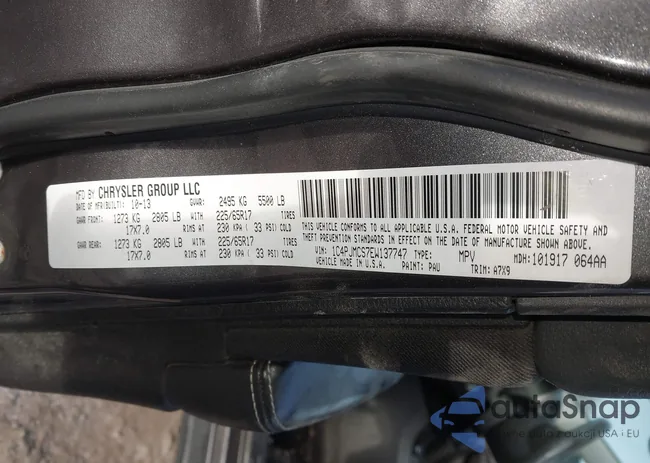 MFD BY CHRYSLER GROUP LLC
DATE OF MFR(BUILT): 10-13 GVWR: 2495 KG 5500 LB
GAWR FRONT: 1273 KG 2805 LB WITH 225/65R17 TIRES
17X7.0 RIMS AT 230 KPA ( 33 PSI) COLD
GAWR REAR: 1273 KG 2805 LB WITH 225/65R17 TIRES
17X7.0 RIMS AT 230 KPA ( 33 PSI) COLD
THIS VEHICLE CONFORMS TO ALL APPLICABLE U.S.A. FEDERAL MOTOR VEHICLE SAFETY, BUMPER, AND
THEFT PREVENTION STANDARDS IN EFFECT ON THE DATE OF MANUFACTURE SHOWN ABOVE.
VIN: 1C4PJMCS7EW137747 TYPE: MPV MDH: 101917 064AA
VEHICLE MADE IN U.S.A. PAINT: PAU TRIM: A7X9
autoSnap
aukcji USA i EU